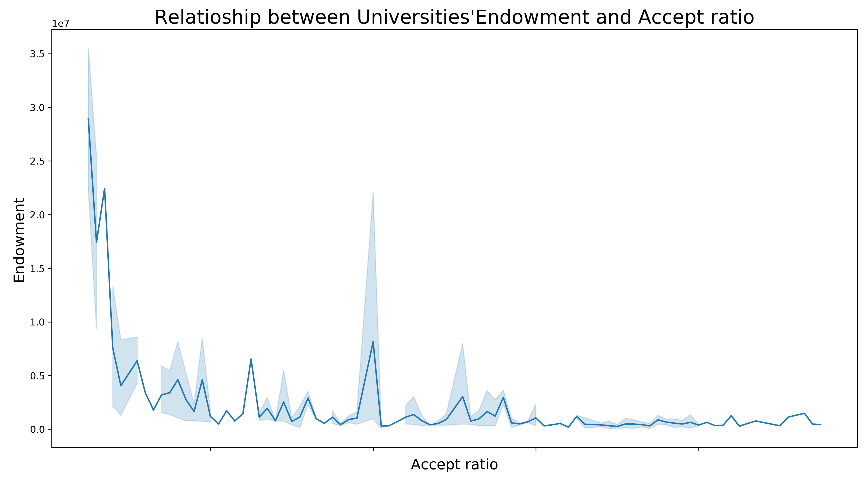 Relatioship between Universities'Endowment and Accept ratio
1e7
3.5
3.0
2.5
2.0
1.5
1.0
0.5
0.0
Endowment
Accept ratio